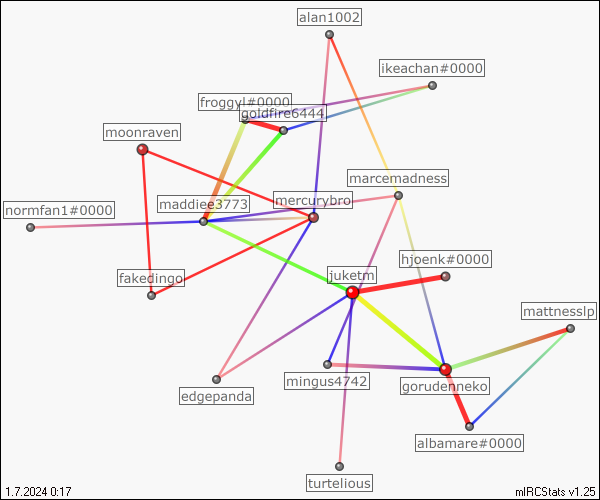 alan1002
ikeachan#0000
froggyl#0000
goldfire6444
moonraven
marcemadness
maddiee3773
mercurybro
normfan1#0000
hjoenk#0000
juketm
fakedingo
mattnesslp
mingus4742
gorudenneko
edgepanda
albamare#0000
turtelious
1.7.2024 0:17
mIRCStats v1.25